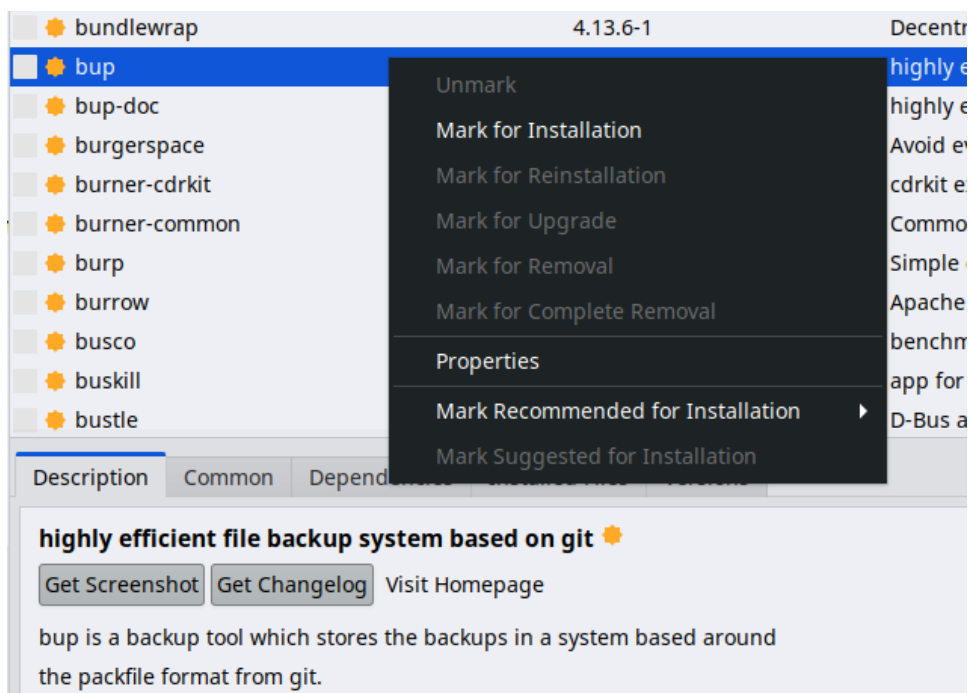 bundlewrap 4.13.6-1 Decentr
bup highly e
Unmark
bup-doc highly e
Mark for Installation
burgerspace Avoid ev
Mark for Reinstallation
burner-cdrkit cdrkit e
Mark for Upgrade
burner-common Commo
Mark for Removal
burp Simple
Mark for Complete Removal
burrow Apache
busco benchm
Properties
buskill app for
Mark Recommended for Installation
bustle D-Bus a
Mark Suggested for Installation
Description Common Dependencies Installed Files Versions
highly efficient file backup system based on git
Get Screenshot Get Changelog Visit Homepage
bup is a backup tool which stores the backups in a system based around
the packfile format from git.